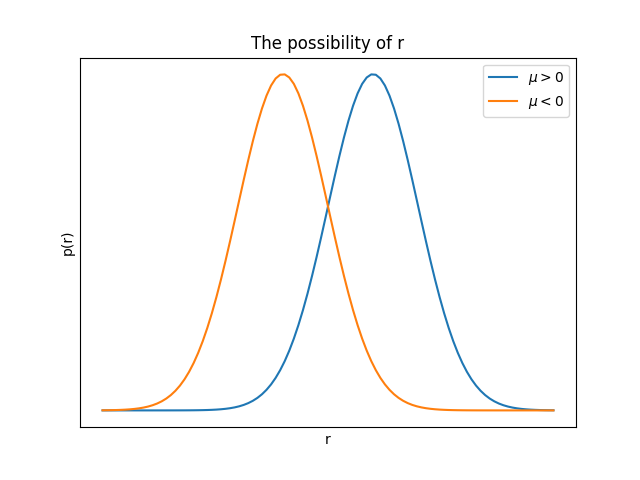 The possibility of r
μ > 0
μ < 0
p(r)
r